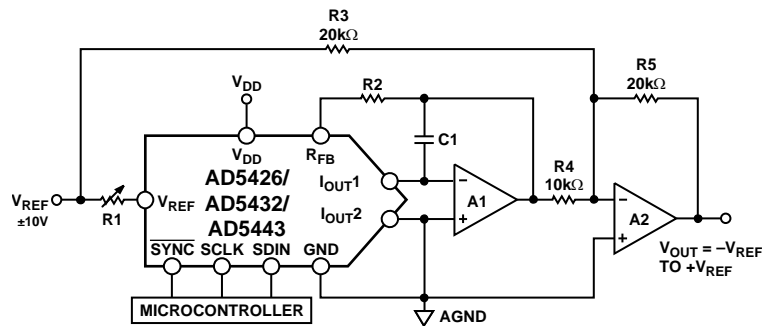 R3
20kΩ
R5
20kΩ
VDD
R2
C1
VDD
RFB
R4
10kΩ
AD5426/
AD5432/
AD5443
IOUT1
IOUT2
A1
A2
VREF
±10V
R1
VREF
SYNC SCLK SDIN GND
VOUT = –VREF
TO +VREF
MICROCONTROLLER
AGND